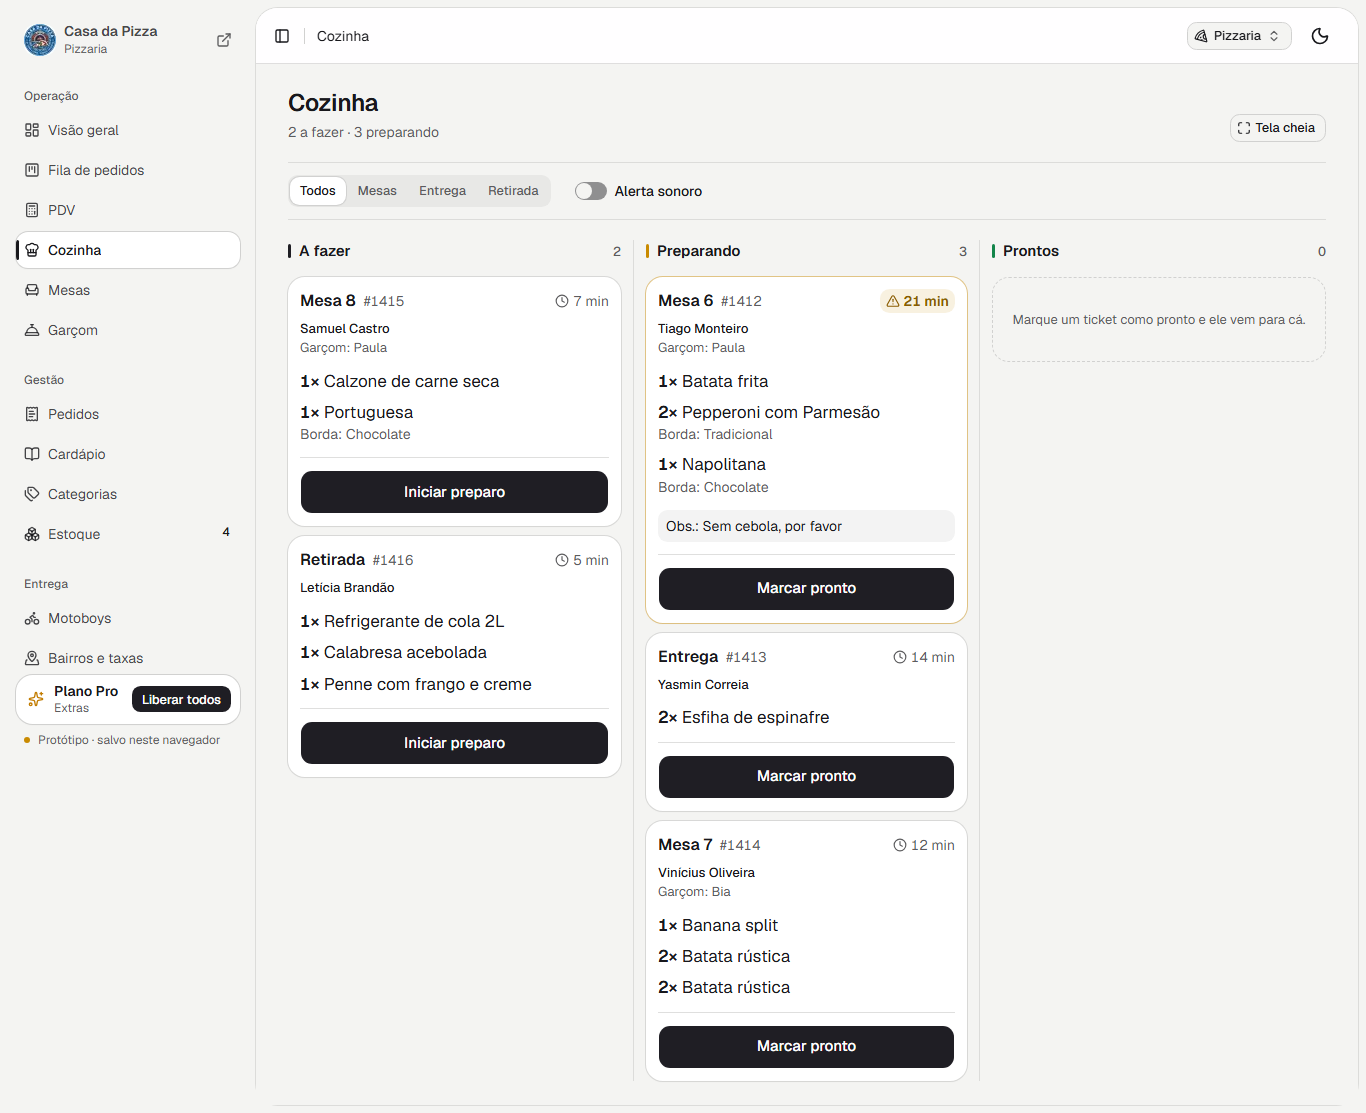 Casa da Pizza
Pizzaria
Operação
Visão geral
Fila de pedidos
PDV
Cozinha
Mesas
Garçom
Gestão
Pedidos
Cardápio
Categorias
Estoque 4
Entrega
Motoboys
Bairros e taxas
Plano Pro
Extras
Liberar todos
Protótipo · salvo neste navegador
Cozinha
Pizzaria
Cozinha
2 a fazer · 3 preparando
Tela cheia
Todos Mesas Entrega Retirada
Alerta sonoro
A fazer 2
Mesa 8 #1415 7 min
Samuel Castro
Garçom: Paula
1× Calzone de carne seca
1× Portuguesa
Borda: Chocolate
Iniciar preparo
Retirada #1416 5 min
Letícia Brandão
1× Refrigerante de cola 2L
1× Calabresa acebolada
1× Penne com frango e creme
Iniciar preparo
Preparando 3
Mesa 6 #1412 21 min
Tiago Monteiro
Garçom: Paula
1× Batata frita
2× Pepperoni com Parmesão
Borda: Tradicional
1× Napolitana
Borda: Chocolate
Obs.: Sem cebola, por favor
Marcar pronto
Entrega #1413 14 min
Yasmin Correia
2× Esfiha de espinafre
Marcar pronto
Mesa 7 #1414 12 min
Vinícius Oliveira
Garçom: Bia
1× Banana split
2× Batata rústica
2× Batata rústica
Marcar pronto
Prontos 0
Marque um ticket como pronto e ele vem para cá.